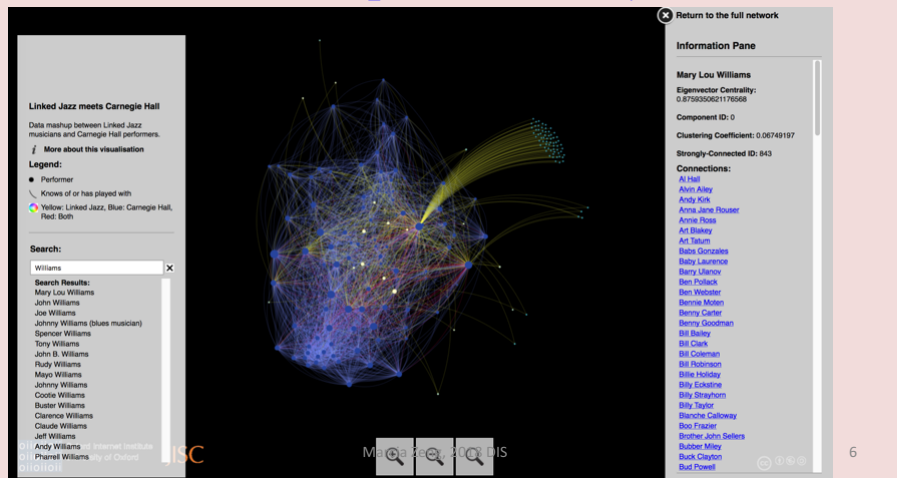 Return to the full network
Linked Jazz meets Carnegie Hall
Data mashup between Linked Jazz
musicians and Carnegie Hall performers.
i More about this visualisation
Legend:
Performer
Knows of or has played with
Yellow: Linked Jazz, Blue: Carnegie Hall,
Red: Both
Search:
Williams
Search Results:
Mary Lou Williams
John Williams
Joe Williams
Johnny Williams (blues musician)
Spencer Williams
Tony Williams
John B. Williams
Rudy Williams
Mayo Williams
Johnny Williams
Cootie Williams
Buster Williams
Clarence Williams
Claude Williams
Jeff Williams
Andy Williams
Pharrell Williams
Internet Institute
of Oxford
JISC
Information Pane
Mary Lou Williams
Eigenvector Centrality:
0.8759350621176568
Component ID: 0
Clustering Coefficient: 0.06749197
Strongly-Connected ID: 843
Connections:
Al Hall
Alvin Ailey
Andy Kirk
Anna Jane Rouser
Annie Ross
Art Blakey
Art Tatum
Babs Gonzales
Baby Laurence
Barry Ulanov
Ben Pollack
Ben Webster
Bennie Moten
Benny Carter
Benny Goodman
Bill Bailey
Bill Clark
Bill Coleman
Bill Robinson
Billie Holiday
Billy Eckstine
Billy Strayhorn
Billy Taylor
Blanche Calloway
Boo Frazier
Brother John Sellers
Bubber Miley
Buck Clayton
Bud Powell
DIS
6